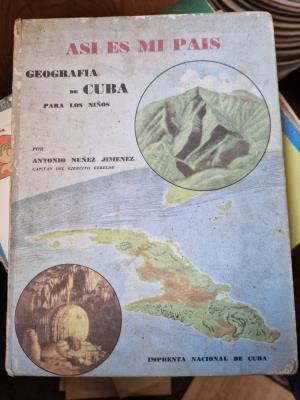 ASI ES MI PAIS
GEOGRAFIA
DE CUBA
PARA LOS NIÑOS
POR
ANTONIO NUÑEZ JIMENEZ
CAPITAN DEL EJERCITO REBELDE
IMPRENTA NACIONAL DE CUBA